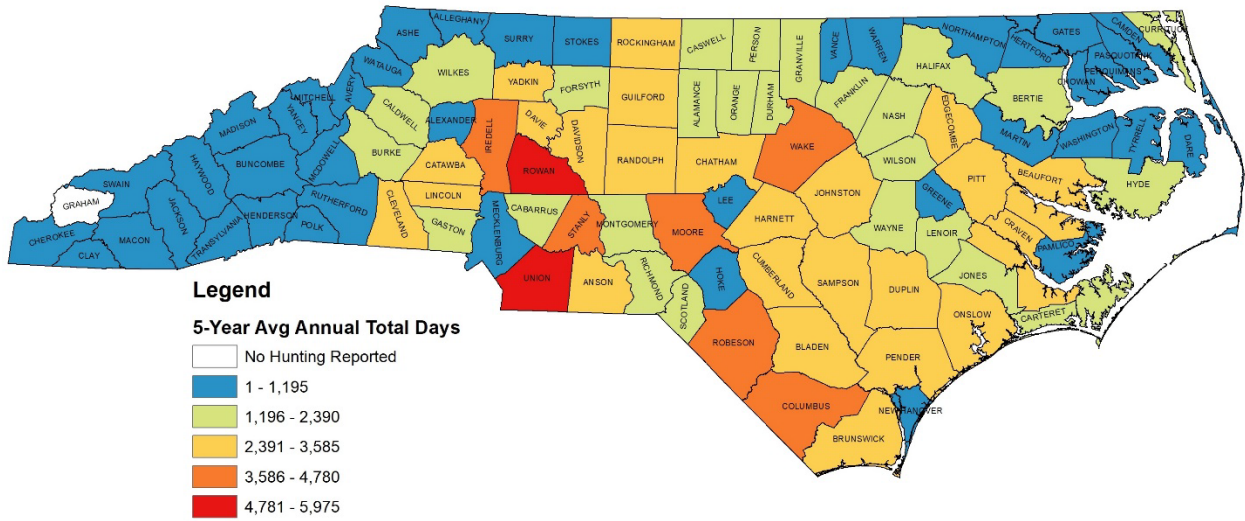 ALLEGHANY
ASHE
SURRY
STOKES
ROCKINGHAM
CASWELL
PERSON
GRANVILLE
VANCE
WARREN
NORTHAMPTON
HERTFORD
GATES
CAMDEN
CURRITUCK
PASQUOTANK
PERQUIMANS
CHOWAN
WATAUGA
WILKES
YADKIN
FORSYTH
GUILFORD
ALAMANCE
ORANGE
DURHAM
FRANKLIN
HALIFAX
BERTIE
MITCHELL
AVERY
YANCEY
CALDWELL
ALEXANDER
IREDELL
DAVIE
DAVIDSON
RANDOLPH
CHATHAM
WAKE
NASH
EDGECOMBE
MARTIN
WASHINGTON
TYRRELL
DARE
MADISON
BURKE
MCDOWELL
CATAWBA
ROWAN
WILSON
PITT
BEAUFORT
HYDE
HAYWOOD
BUNCOMBE
SWAIN
GRAHAM
JACKSON
RUTHERFORD
LINCOLN
CLEVELAND
GASTON
MECKLENBURG
CABARRUS
STANLY
MONTGOMERY
MOORE
LEE
HARNETT
JOHNSTON
WAYNE
GREENE
LENOIR
CRAVEN
PAMLICO
CHEROKEE
MACON
CLAY
TRANSYLVANIA
HENDERSON
POLK
UNION
ANSON
RICHMOND
SCOTLAND
HOKE
CUMBERLAND
SAMPSON
DUPLIN
JONES
ONSLOW
CARTERET
ROBESON
BLADEN
PENDER
COLUMBUS
NEW HANOVER
BRUNSWICK
Legend
5-Year Avg Annual Total Days
No Hunting Reported
1 - 1,195
1,196 - 2,390
2,391 - 3,585
3,586 - 4,780
4,781 - 5,975